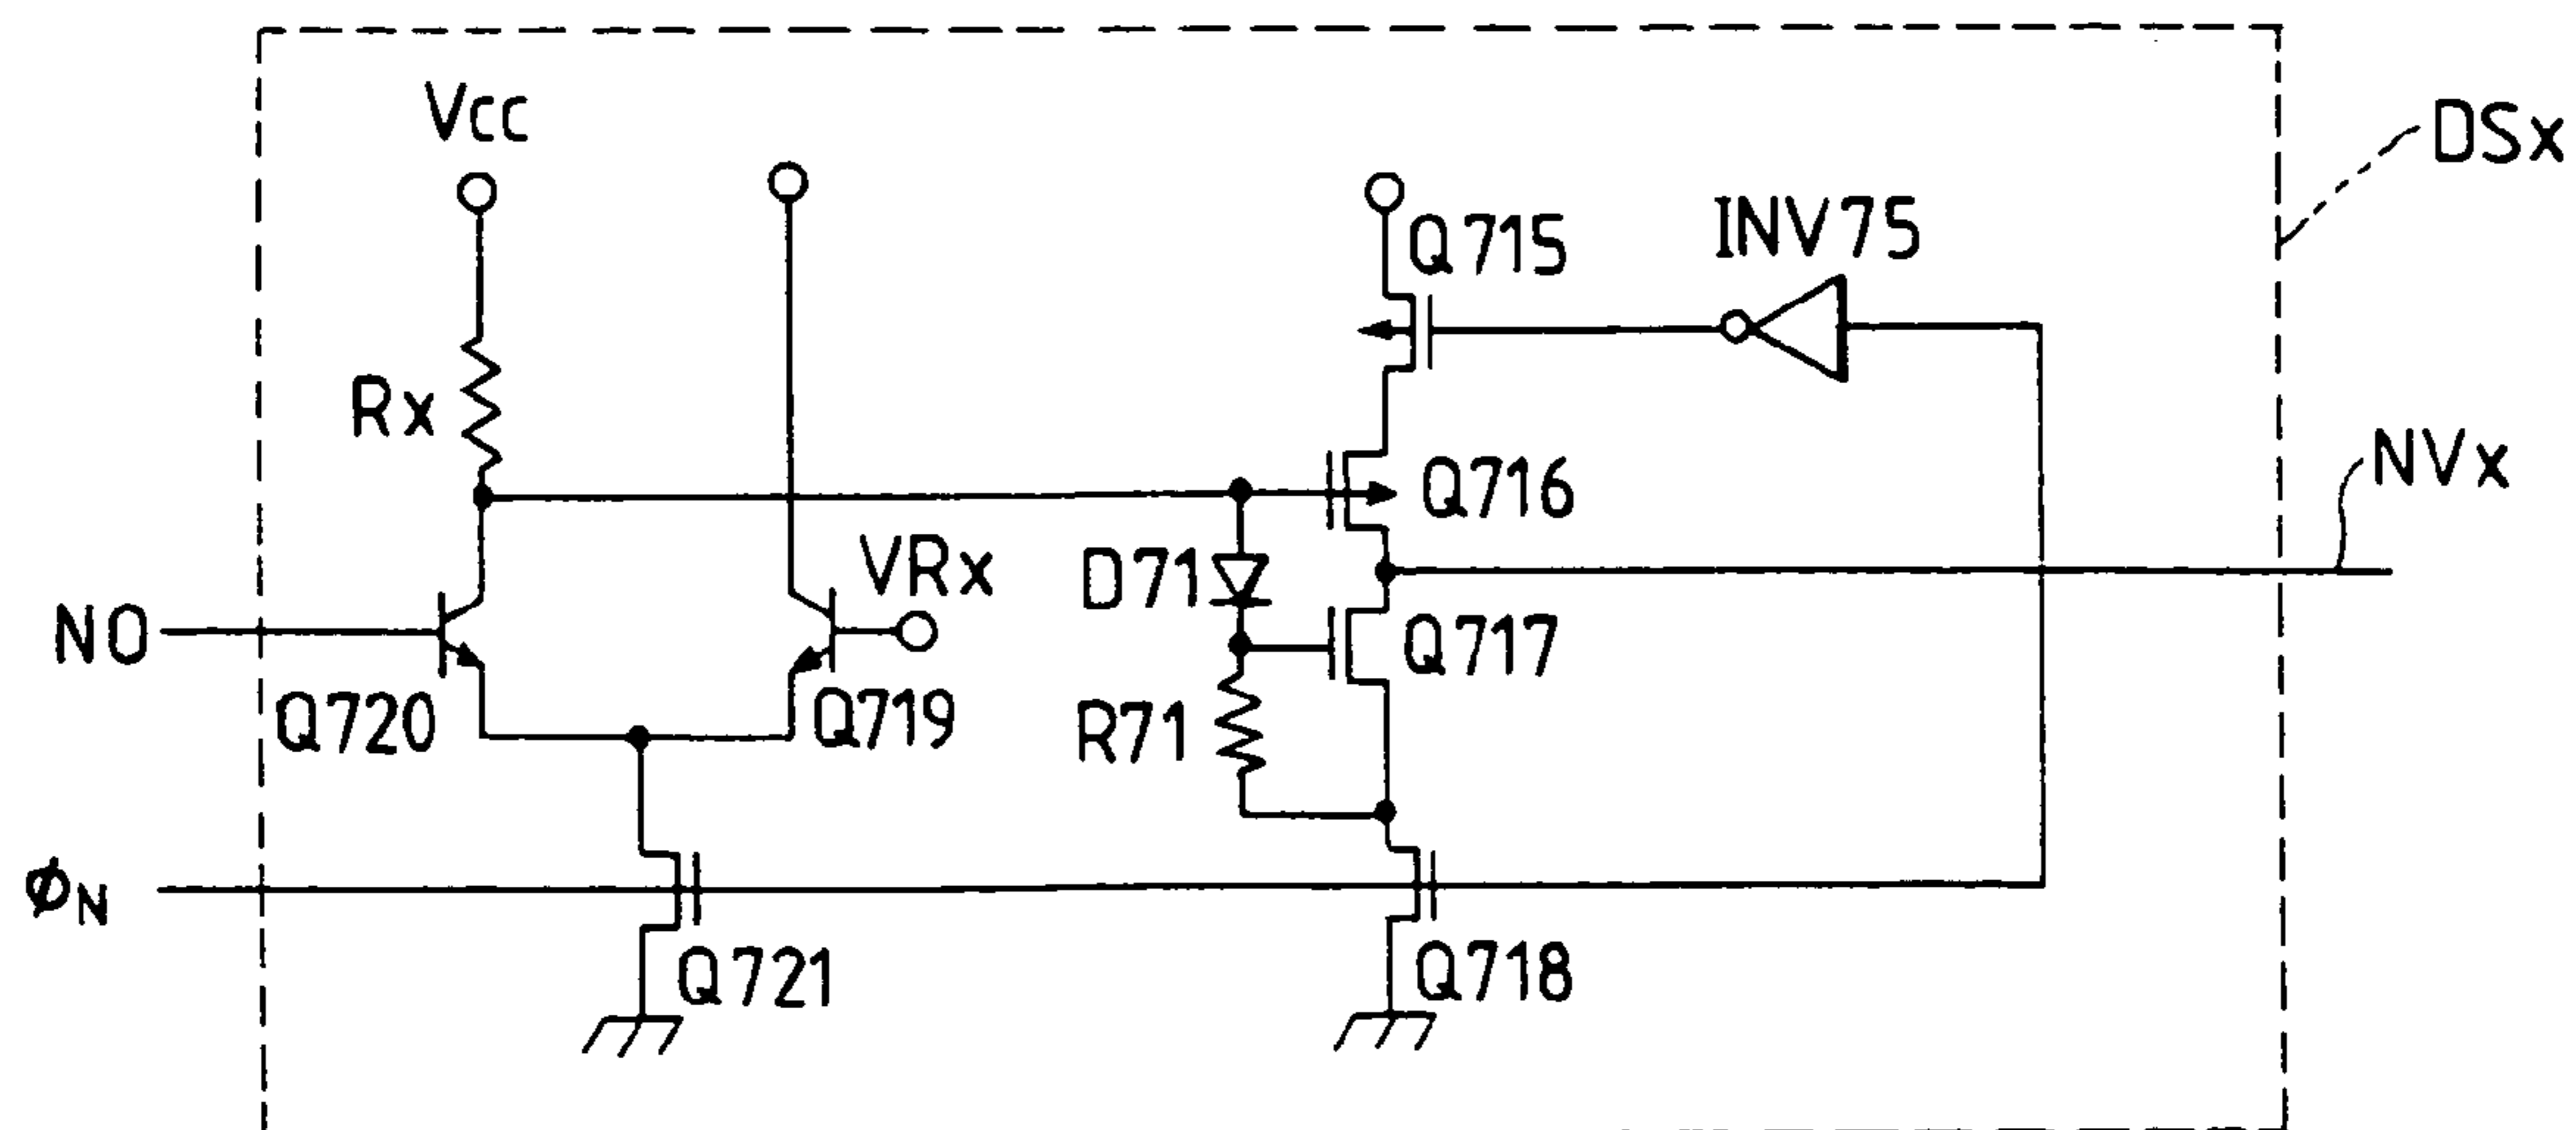 Vcc
DSx
Q715
INV75
Rx
Q716
NVx
VRx
D71
NO
Q717
Q720
Q719
R71
φN
Q721
Q718